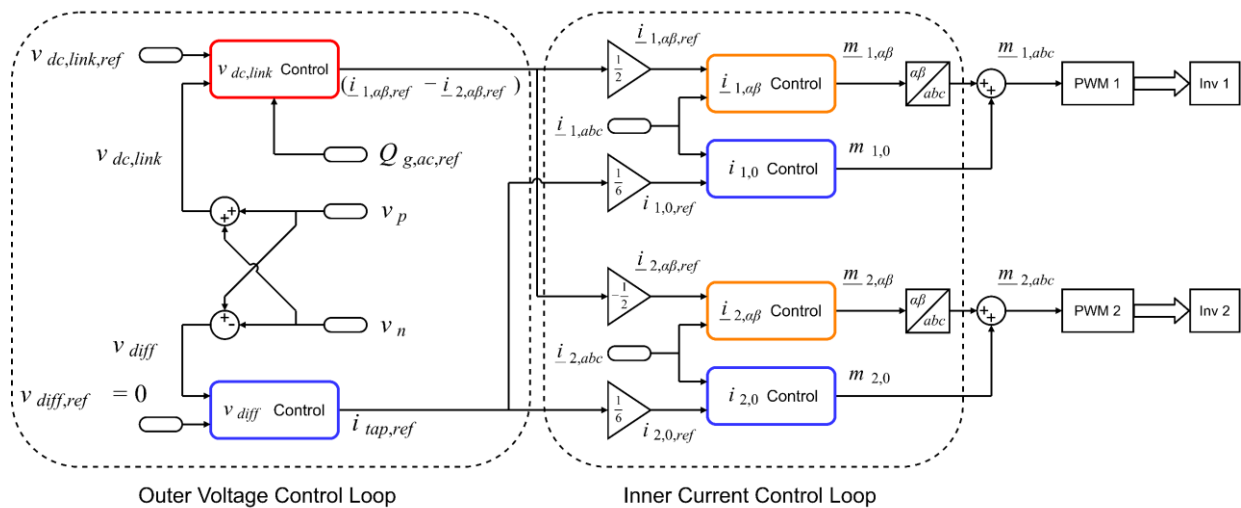 v dc,link,ref
v dc,link Control
(i 1,αβ,ref − i 2,αβ,ref )
Q g,ac,ref
v dc,link
+ +
v p
+ -
v n
v diff
v diff,ref = 0
v diff Control
i tap,ref
Outer Voltage Control Loop
1/2
i 1,αβ,ref
i 1,αβ Control
m 1,αβ
αβ
abc
+ +
m 1,abc
PWM 1
Inv 1
i 1,abc
1/6
i 1,0,ref
i 1,0 Control
m 1,0
-1/2
i 2,αβ,ref
i 2,αβ Control
m 2,αβ
αβ
abc
+ +
m 2,abc
PWM 2
Inv 2
i 2,abc
1/6
i 2,0,ref
i 2,0 Control
m 2,0
Inner Current Control Loop